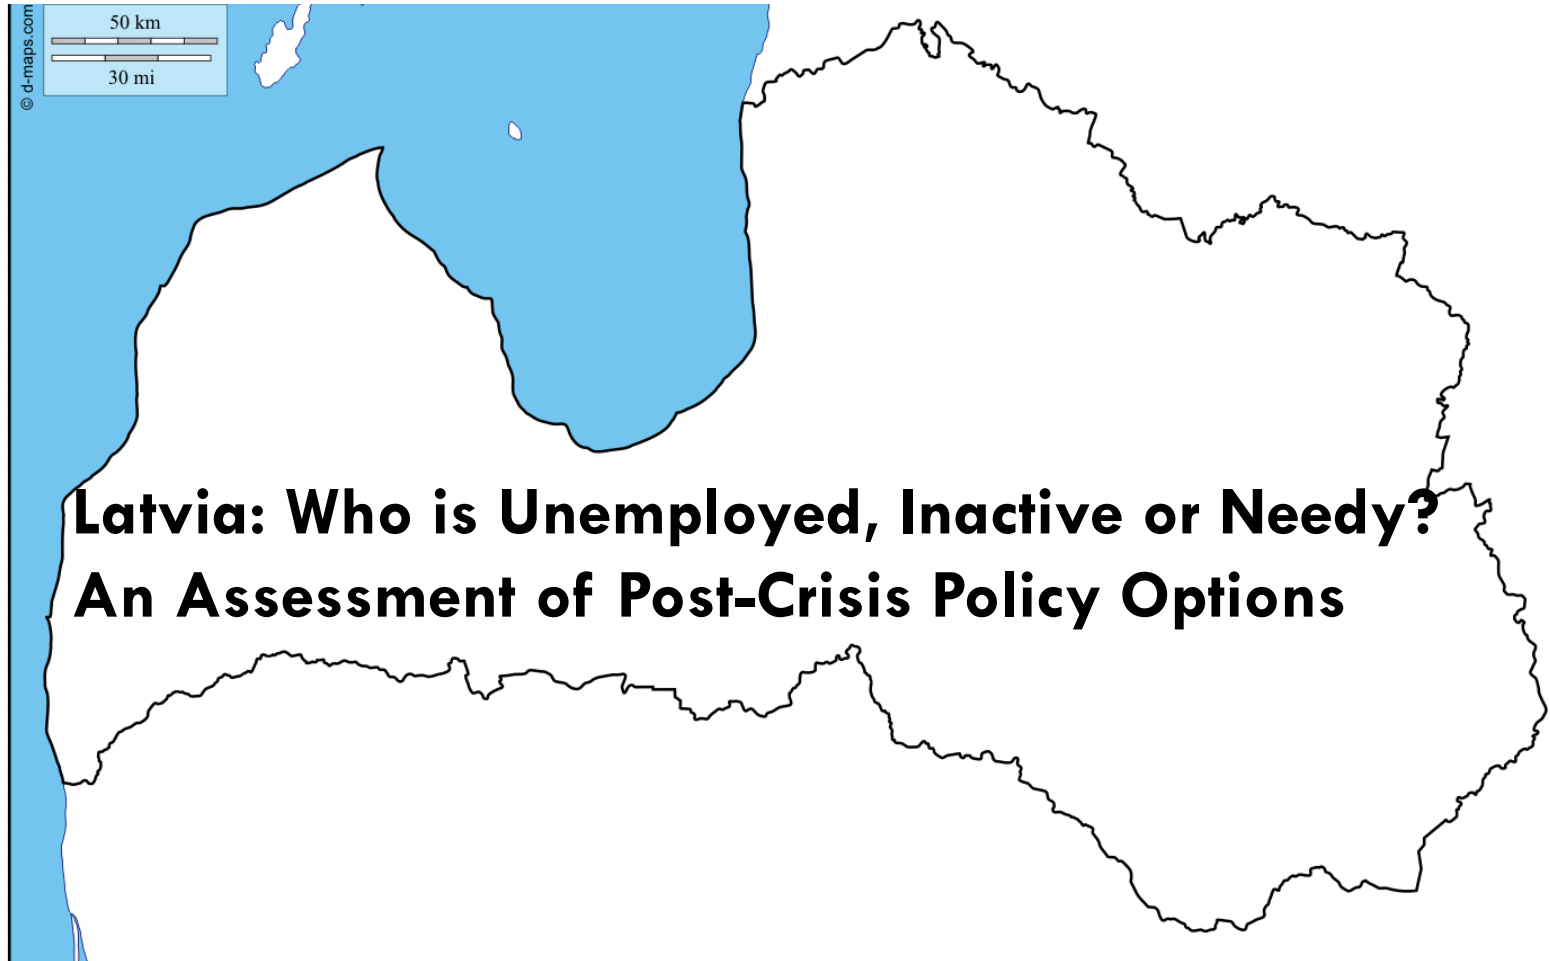 © d-maps.com
50 km
30 mi
Latvia: Who is Unemployed, Inactive or Needy?
An Assessment of Post-Crisis Policy Options